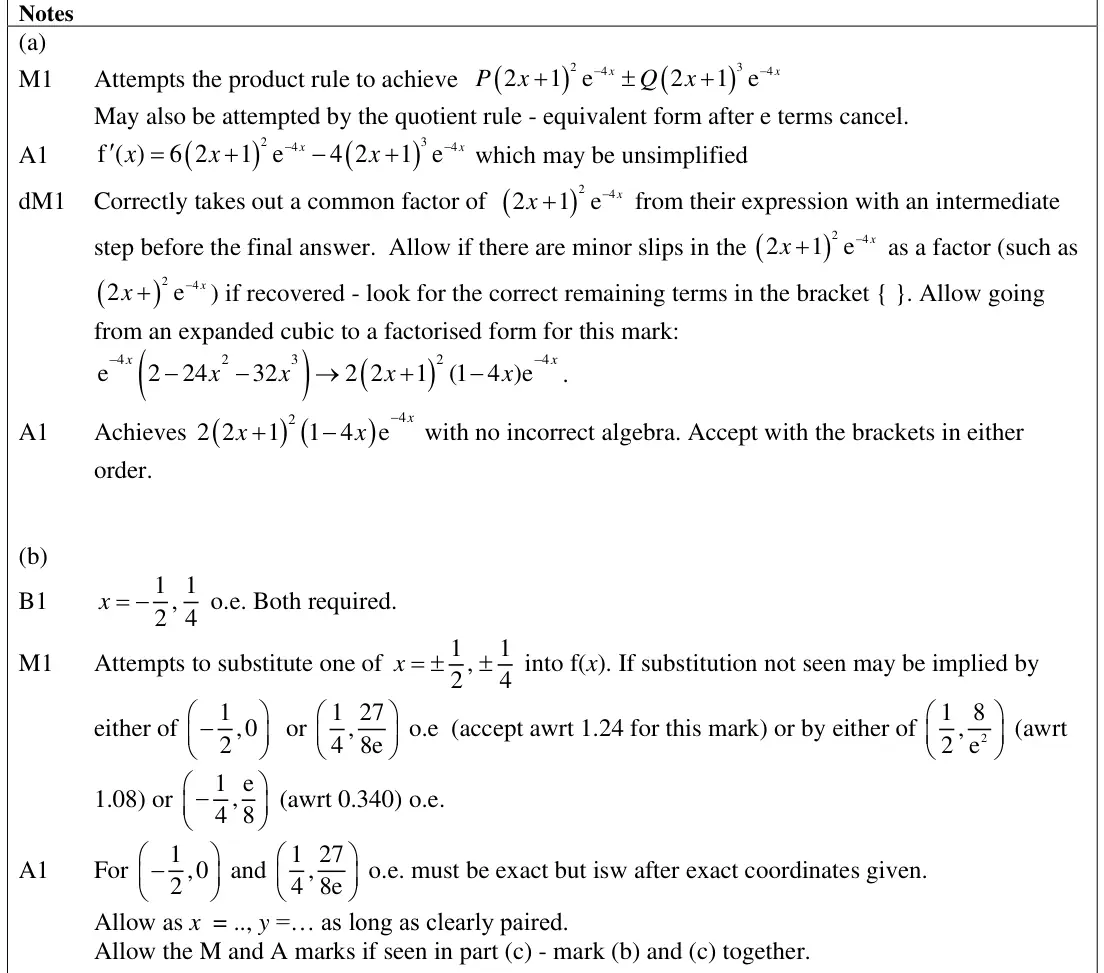 Notes
(a)
M1 Attempts the product rule to achieve P(2x+1)² e⁻⁴ˣ ± Q(2x+1)³ e⁻⁴ˣ
May also be attempted by the quotient rule - equivalent form after e terms cancel.
A1 f′(x) = 6(2x+1)² e⁻⁴ˣ − 4(2x+1)³ e⁻⁴ˣ which may be unsimplified
dM1 Correctly takes out a common factor of (2x+1)² e⁻⁴ˣ from their expression with an intermediate
step before the final answer. Allow if there are minor slips in the (2x+1)² e⁻⁴ˣ as a factor (such as
(2x+)² e⁻⁴ˣ ) if recovered - look for the correct remaining terms in the bracket { }. Allow going
from an expanded cubic to a factorised form for this mark:
e⁻⁴ˣ(2−24x²−32x³) → 2(2x+1)² (1−4x)e⁻⁴ˣ .
A1 Achieves 2(2x+1)² (1−4x)e⁻⁴ˣ with no incorrect algebra. Accept with the brackets in either
order.
(b)
B1 x = −1/2, 1/4 o.e. Both required.
M1 Attempts to substitute one of x = ±1/2, ±1/4 into f(x). If substitution not seen may be implied by
either of (−1/2, 0) or (1/4, 27/8e) o.e (accept awrt 1.24 for this mark) or by either of (1/2, 8/e²) (awrt
1.08) or (−1/4, e/8) (awrt 0.340) o.e.
A1 For (−1/2, 0) and (1/4, 27/8e) o.e. must be exact but isw after exact coordinates given.
Allow as x = .., y =… as long as clearly paired.
Allow the M and A marks if seen in part (c) - mark (b) and (c) together.